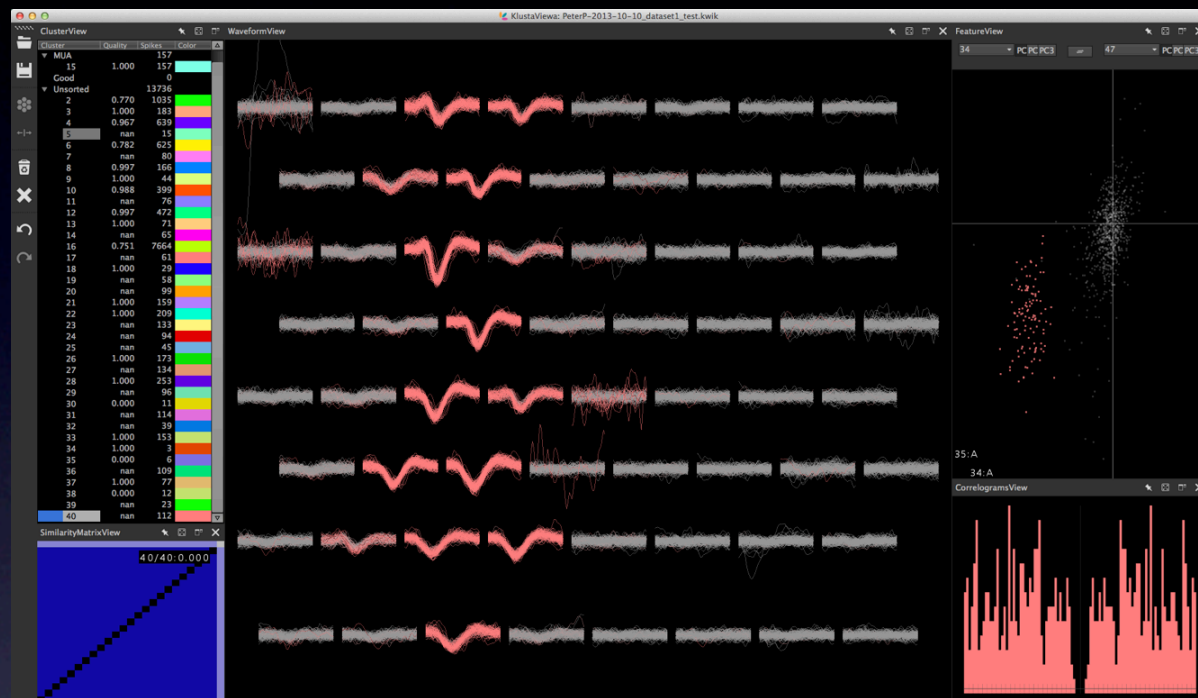 KlustaViewa: PeterP-2013-10-10_dataset1_test.kwik
ClusterView
Cluster Quality Spikes Color
MUA 157
15 1.000 157
Good 0
Unsorted 13736
2 0.770 1035
3 1.000 183
4 0.967 639
5 nan 15
6 0.782 625
7 nan 80
8 0.997 166
9 1.000 44
10 0.988 399
11 nan 76
12 0.997 472
13 1.000 71
14 nan 65
16 0.751 7664
17 nan 61
18 1.000 29
19 nan 58
20 nan 99
21 1.000 159
22 1.000 209
23 nan 133
24 nan 94
25 nan 45
26 1.000 173
27 nan 134
28 1.000 253
29 nan 96
30 0.000 11
31 nan 114
32 nan 39
33 1.000 153
34 1.000 3
35 0.000 6
36 nan 109
37 1.000 77
38 0.000 12
39 nan 23
40 nan 112
SimilarityMatrixView
40/40:0.000
WaveformView
FeatureView
34 PC PC PC3 = 47 PC PC PC3
35:A
34:A
CorrelogramsView